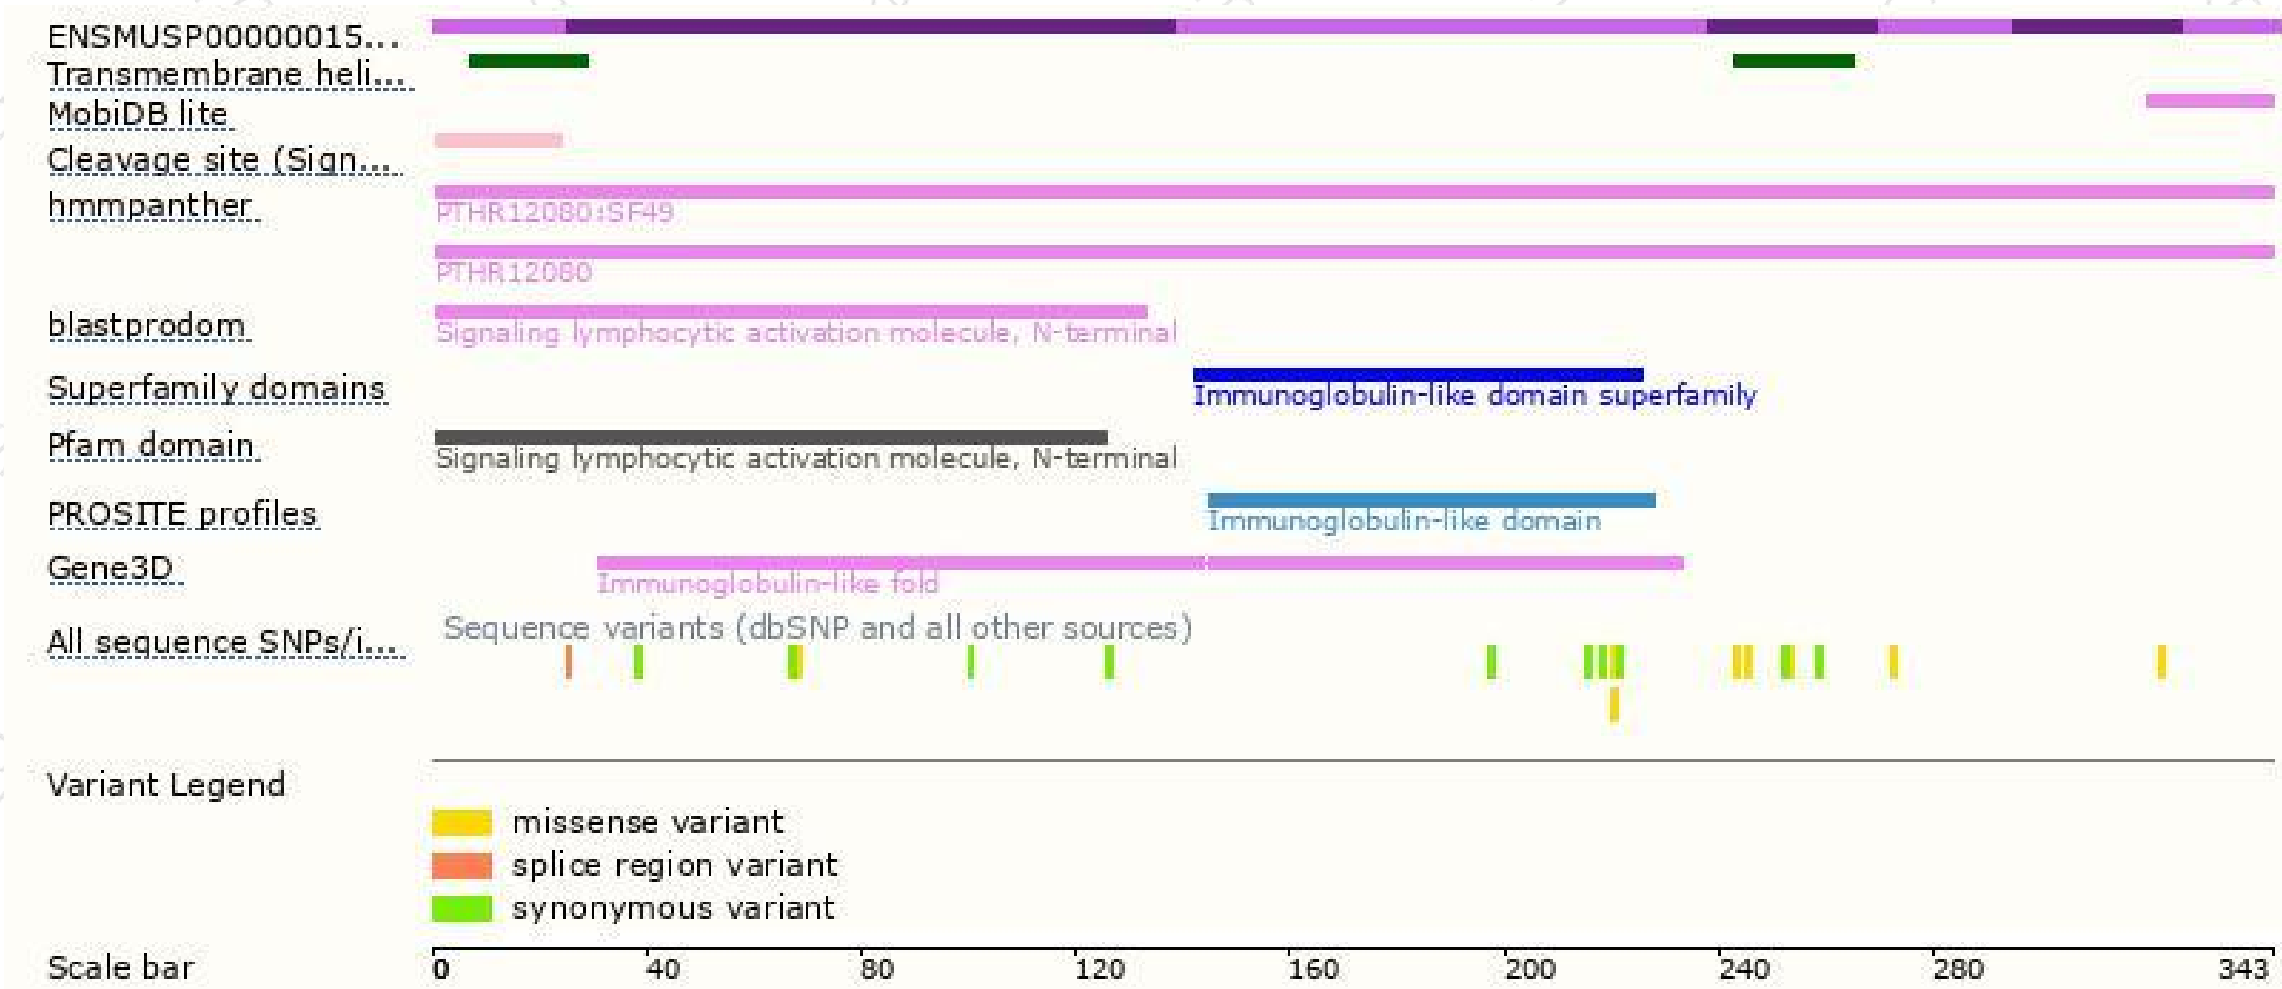 ENSMUSP00000015...
Transmembrane heli...
MobiDB lite
Cleavage site (Sign...
hmmpanther
PTHR12080:SF49
PTHR12080
blastprodom
Signaling lymphocytic activation molecule, N-terminal
Superfamily domains
Immunoglobulin-like domain superfamily
Pfam domain
Signaling lymphocytic activation molecule, N-terminal
PROSITE profiles
Immunoglobulin-like domain
Gene3D
Immunoglobulin-like fold
Sequence variants (dbSNP and all other sources)
All sequence SNPs/i...
Variant Legend
missense variant
splice region variant
synonymous variant
Scale bar 0 40 80 120 160 200 240 280 343